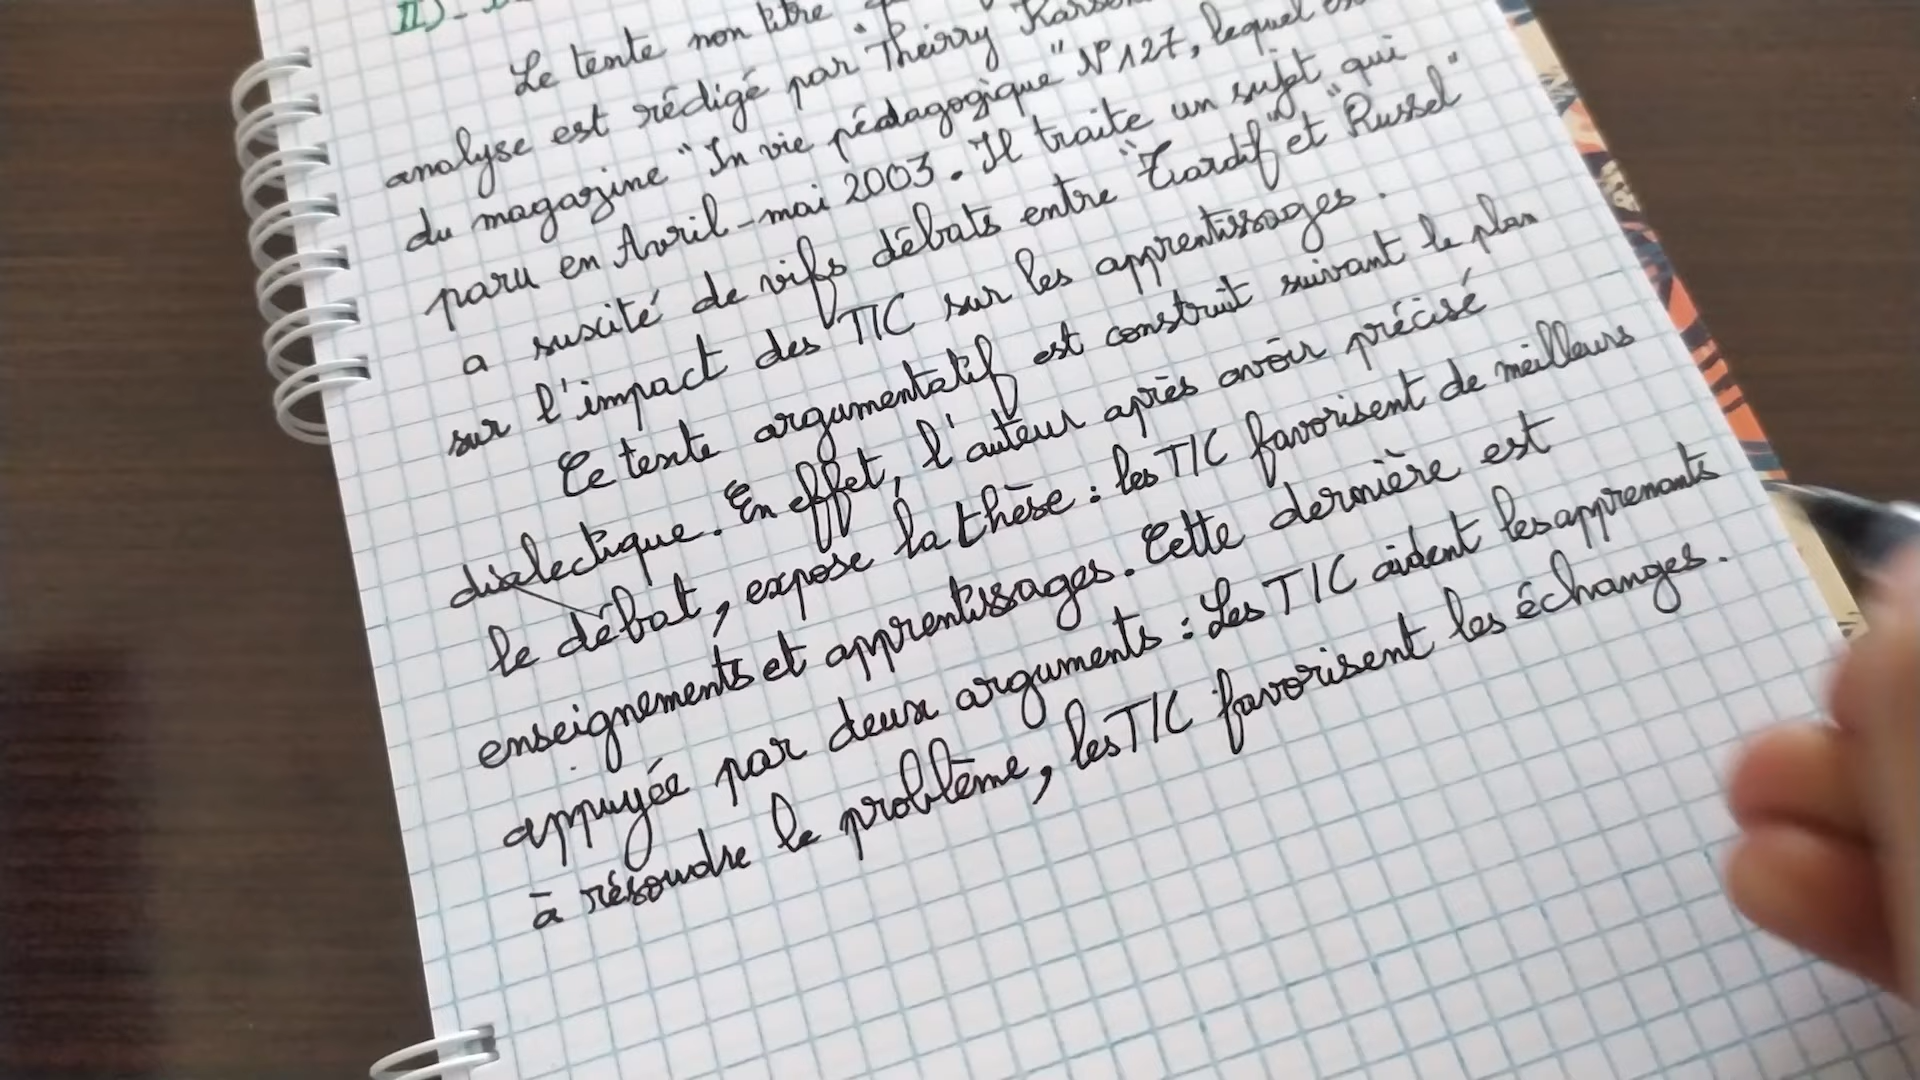 II)-
Le texte non titré
analyse est rédigé par "Thierry
du magazine "In vie pédagogique" N°127, lequel
paru en Avril-mai 2003. Il traite un sujet qui
a suscité de vifs débats entre "Tardif" et "Russel"
sur l'impact des TIC sur les apprentissages.
Ce texte argumentatif est construit suivant le plan
dialectique. En effet, l'auteur après avoir précisé
le débat, expose la thèse : les TIC favorisent de meilleurs
enseignements et apprentissages. Cette dernière est
appuyée par deux arguments : Les TIC aident les apprenants
à résoudre le problème, les TIC favorisent les échanges.